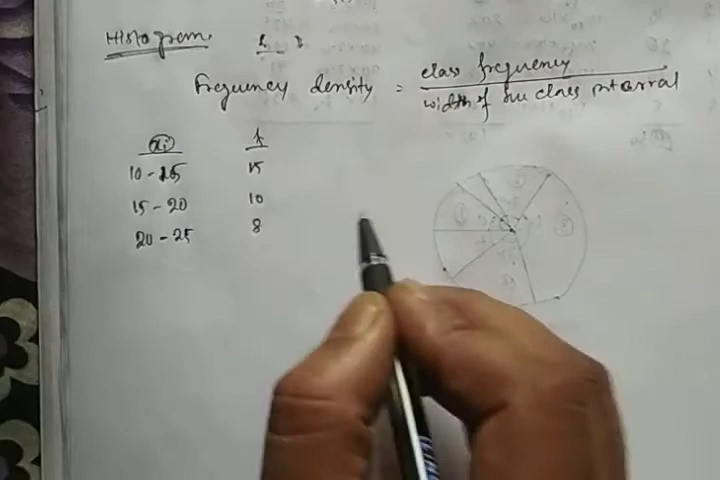 Histogram
Frequency density = class frequency / width of the class interval
xi f
10 - 15 15
15 - 20 10
20 - 25 8